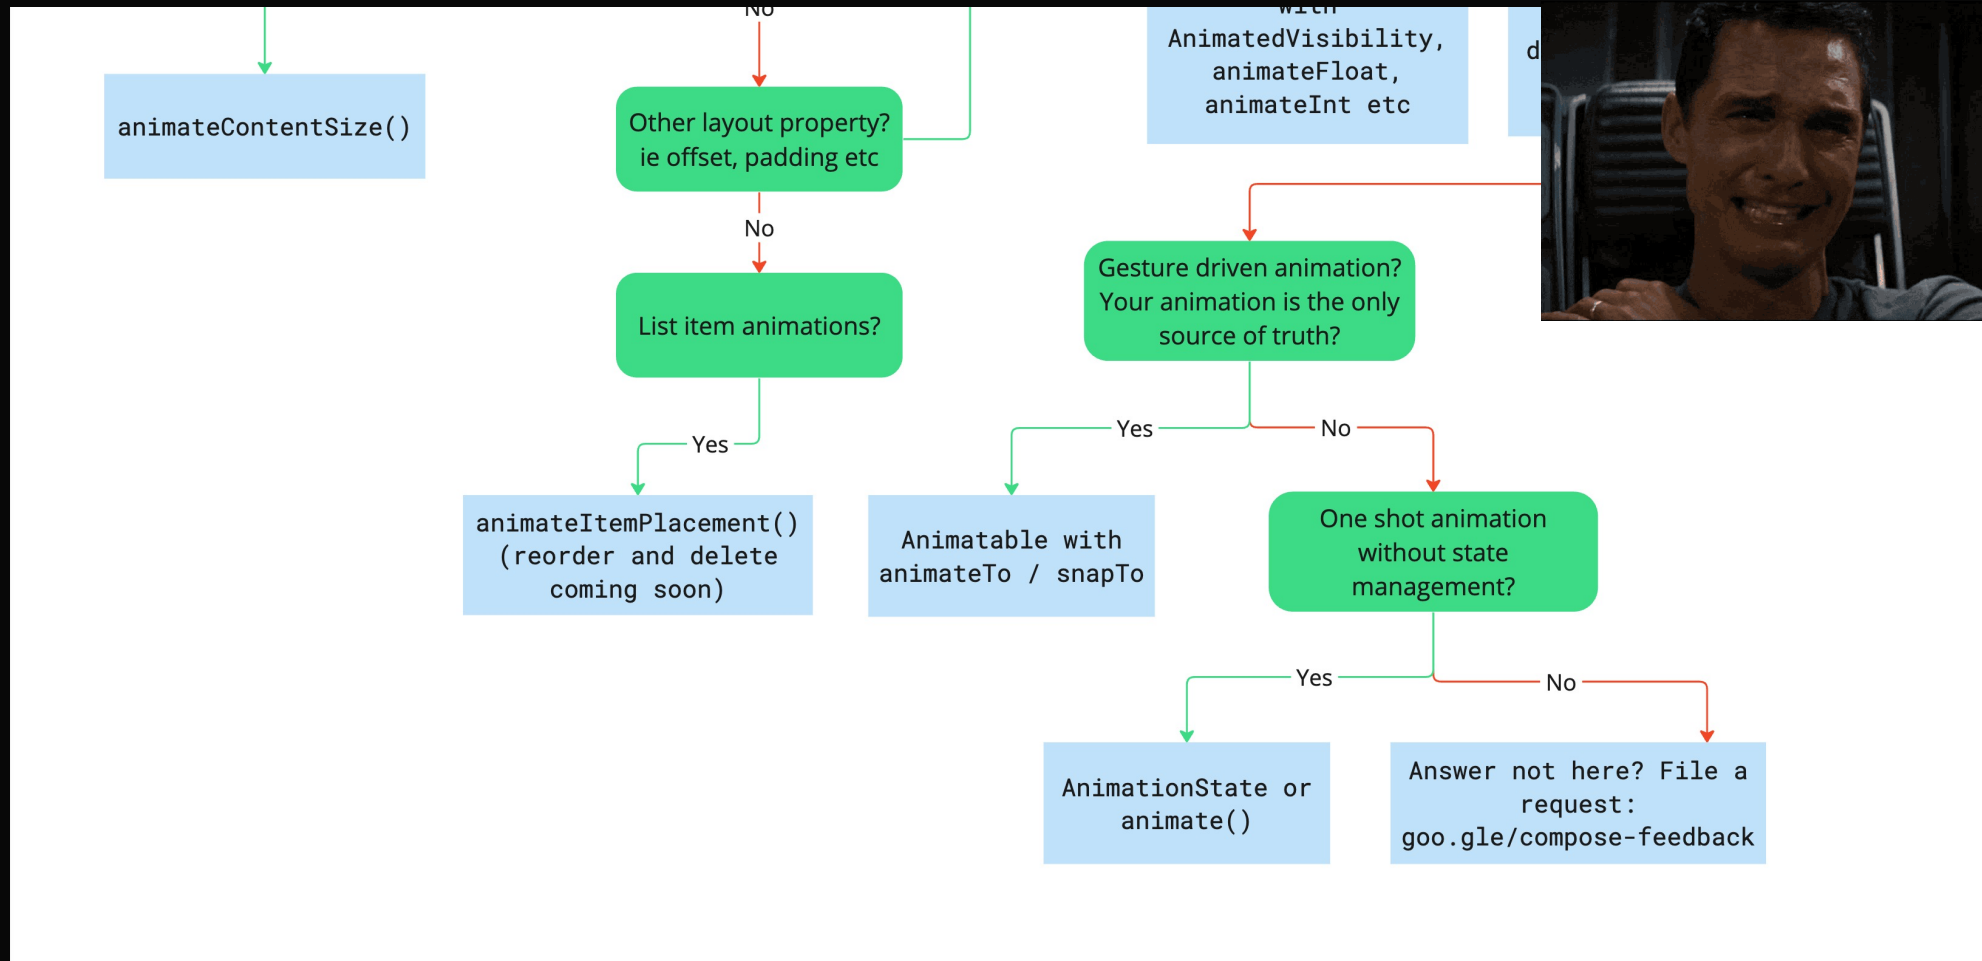 No
with
AnimatedVisibility,
animateFloat,
animateInt etc
d
animateContentSize()
Other layout property?
ie offset, padding etc
No
List item animations?
Gesture driven animation?
Your animation is the only
source of truth?
Yes
Yes
No
animateItemPlacement()
(reorder and delete
coming soon)
Animatable with
animateTo / snapTo
One shot animation
without state
management?
Yes
No
AnimationState or
animate()
Answer not here? File a
request:
goo.gle/compose-feedback